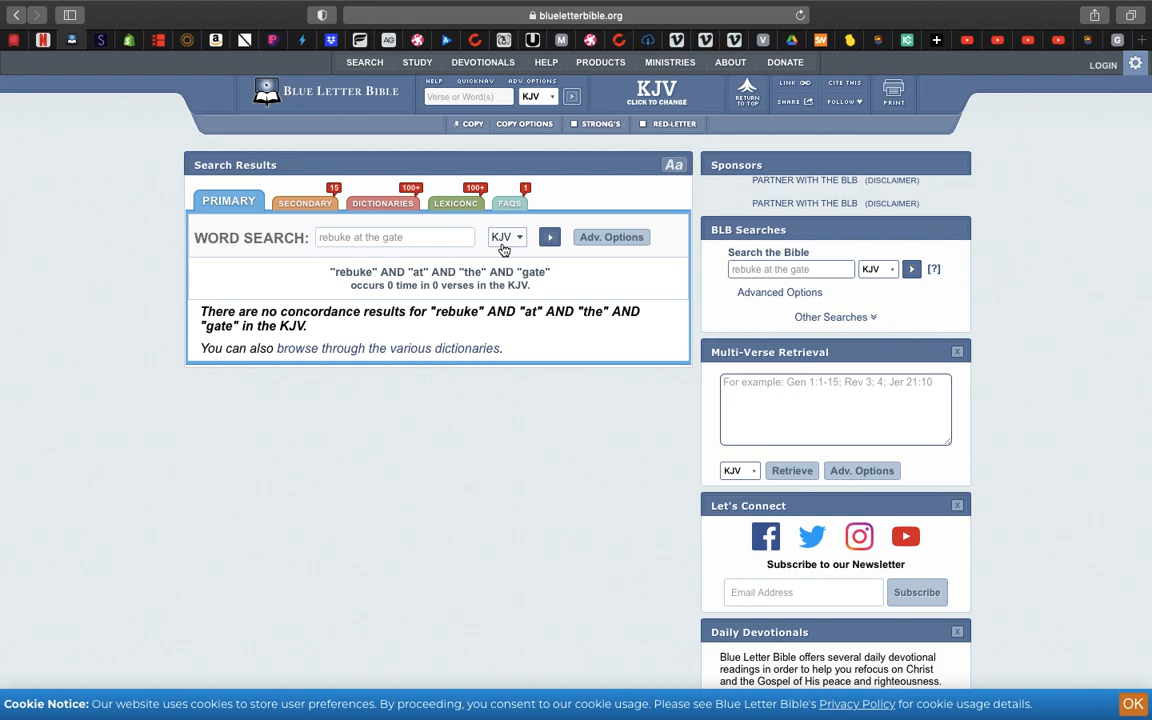 blueletterbible.org
SEARCH STUDY DEVOTIONALS HELP PRODUCTS MINISTRIES ABOUT DONATE
LOGIN
BLUE LETTER BIBLE
HELP QUICKNAV ADV. OPTIONS
Verse or Word(s) KJV
KJV
CLICK TO CHANGE
RETURN
TO TOP
LINK CITE THIS
SHARE FOLLOW
PRINT
COPY COPY OPTIONS STRONG'S RED-LETTER
Search Results Aa
15 100+ 100+ 1
PRIMARY SECONDARY DICTIONARIES LEXICONC FAQS
WORD SEARCH: rebuke at the gate KJV Adv. Options
"rebuke" AND "at" AND "the" AND "gate"
occurs 0 time in 0 verses in the KJV.
There are no concordance results for "rebuke" AND "at" AND "the" AND
"gate" in the KJV.
You can also browse through the various dictionaries.
Sponsors
PARTNER WITH THE BLB (DISCLAIMER)
PARTNER WITH THE BLB (DISCLAIMER)
BLB Searches
Search the Bible
rebuke at the gate KJV [?]
Advanced Options
Other Searches
Multi-Verse Retrieval X
For example: Gen 1:1-15; Rev 3; 4; Jer 21:10
KJV Retrieve Adv. Options
Let's Connect X
Subscribe to our Newsletter
Email Address Subscribe
Daily Devotionals X
Blue Letter Bible offers several daily devotional
readings in order to help you refocus on Christ
and the Gospel of His peace and righteousness.
Cookie Notice: Our website uses cookies to store user preferences. By proceeding, you consent to our cookie usage. Please see Blue Letter Bible's Privacy Policy for cookie usage details. OK